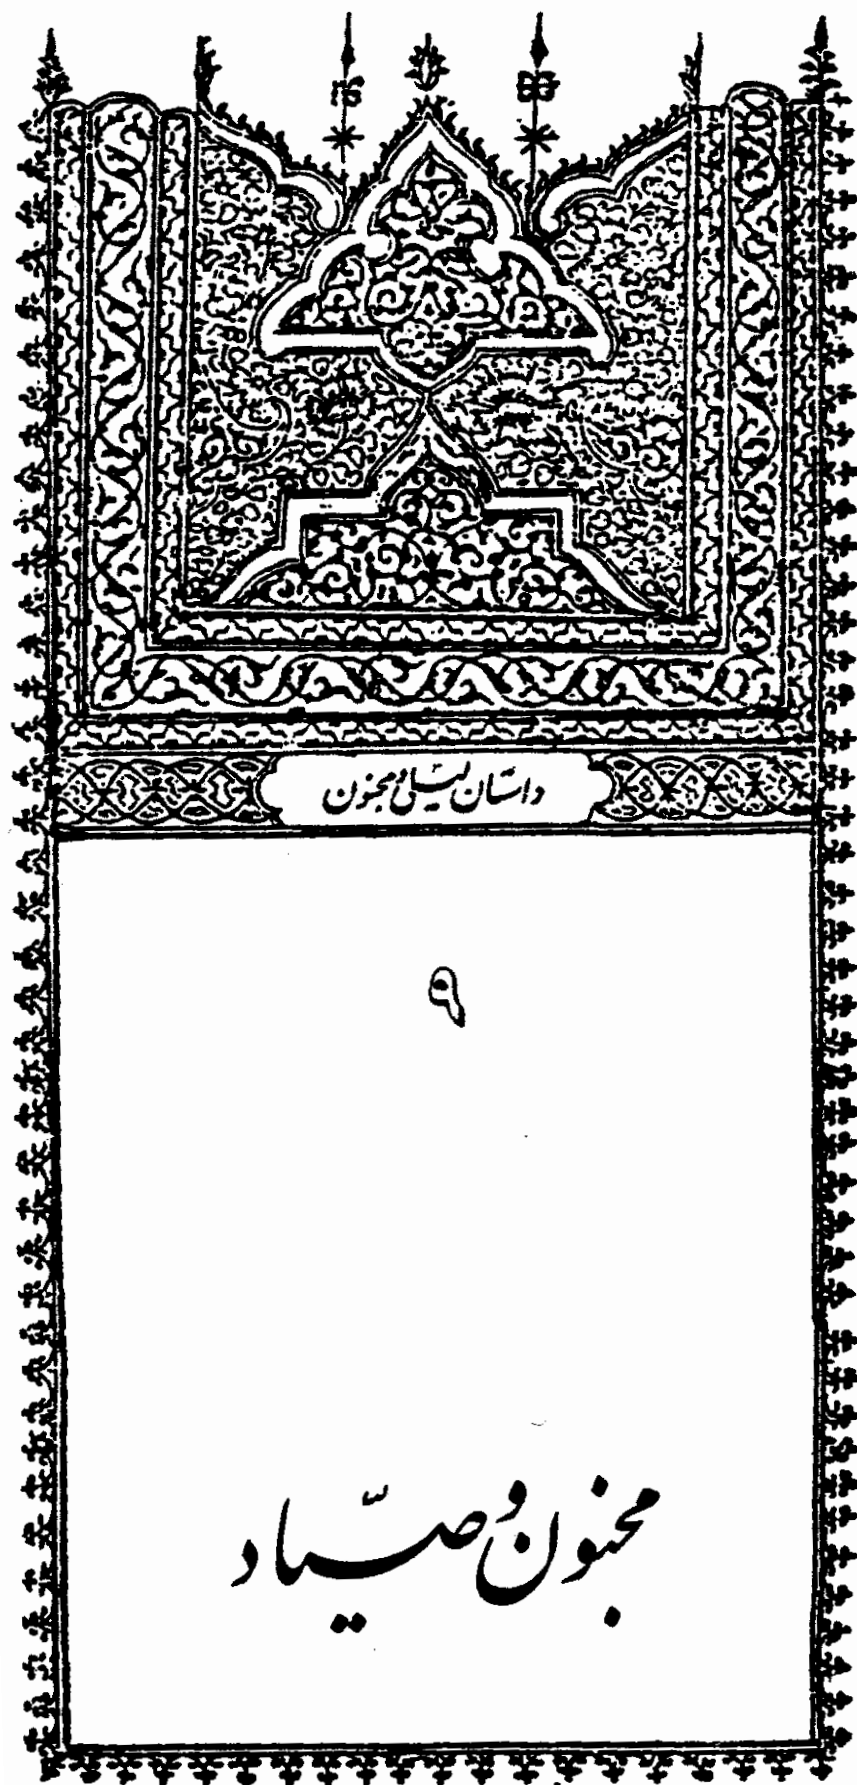 داستان لیلی و مجنون
۹
مجنون و صیّاد